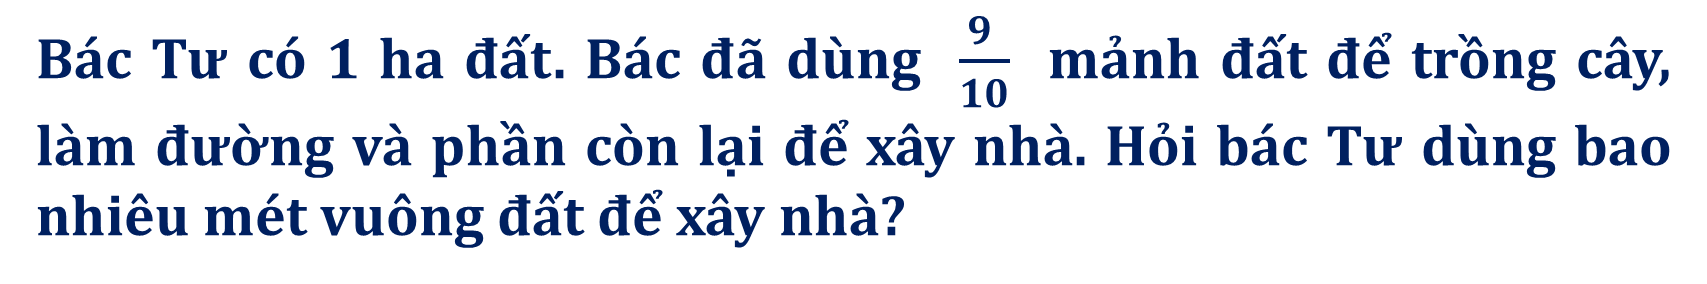 Bác Tư có 1 ha đất. Bác đã dùng 9/10 mảnh đất để trồng cây,
làm đường và phần còn lại để xây nhà. Hỏi bác Tư dùng bao
nhiêu mét vuông đất để xây nhà?